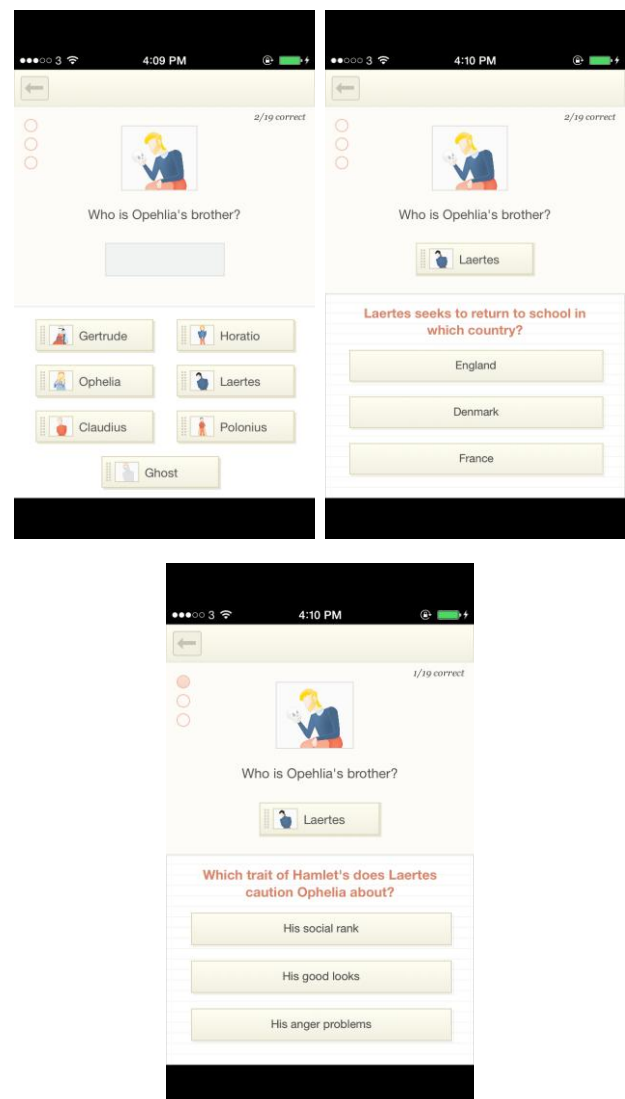 3 4:09 PM
2/19 correct
Who is Opehlia's brother?
Gertrude Horatio
Ophelia Laertes
Claudius Polonius
Ghost
3 4:10 PM
2/19 correct
Who is Opehlia's brother?
Laertes
Laertes seeks to return to school in
which country?
England
Denmark
France
3 4:10 PM
1/19 correct
Who is Opehlia's brother?
Laertes
Which trait of Hamlet's does Laertes
caution Ophelia about?
His social rank
His good looks
His anger problems